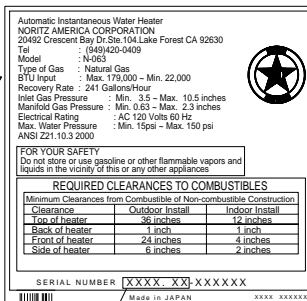 Automatic Instantaneous Water Heater
NORITZ AMERICA CORPORATION
20492 Crescent Bay Dr.Ste.104.Lake Forest CA 92630
Tel : (949)420-0409
Model : N-063
Type of Gas : Natural Gas
BTU Input : Max. 179,000 ~ Min. 22,000
Recovery Rate : 241 Gallons/Hour
Inlet Gas Pressure : Min. 3.5 ~ Max. 10.5 inches
Manifold Gas Pressure : Min. 0.63 ~ Max. 2.3 inches
Electrical Rating : AC 120 Volts 60 Hz
Max. Water Pressure : Min. 15psi ~ Max. 150 psi
ANSI Z21.10.3 2000
FOR YOUR SAFETY
Do not store or use gasoline or other flammable vapors and
liquids in the vicinity of this or any other appliances
REQUIRED CLEARANCES TO COMBUSTIBLES
Minimum Clearances from Combustible of Non-combustible Construction
Clearance Outdoor Install Indoor Install
Top of heater 36 inches 12 inches
Back of heater 1 inch 1 inch
Front of heater 24 inches 4 inches
Side of heater 6 inches 2 inches
SERIAL NUMBER XXXX. XX-XXXXXX
Made in JAPAN XXXX XXXXXX